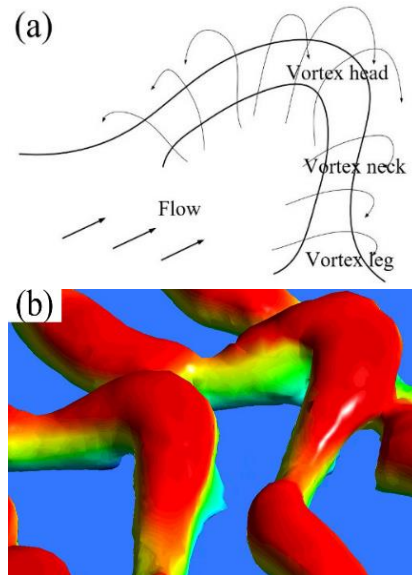 (a)
Vortex head
Vortex neck
Flow
Vortex leg
(b)